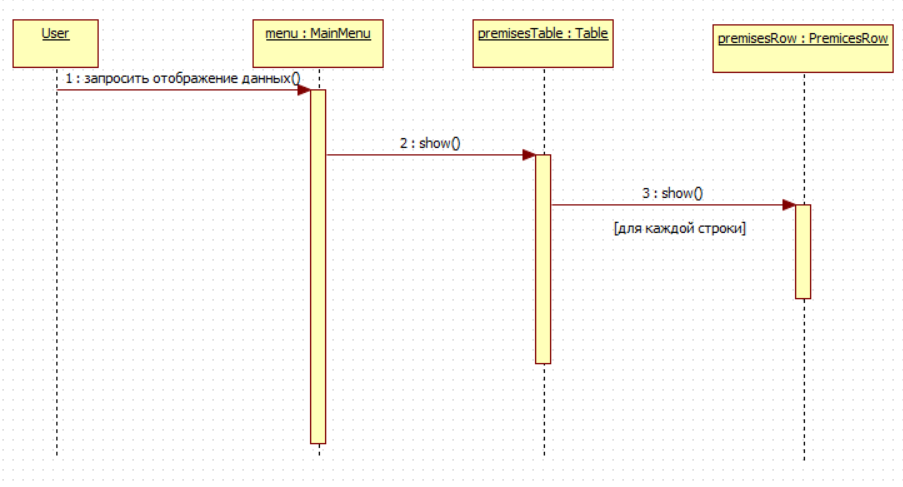 User
menu : MainMenu
premisesTable : Table
premisesRow : PremicesRow
1 : запросить отображение данных()
2 : show()
3 : show()
[для каждой строки]